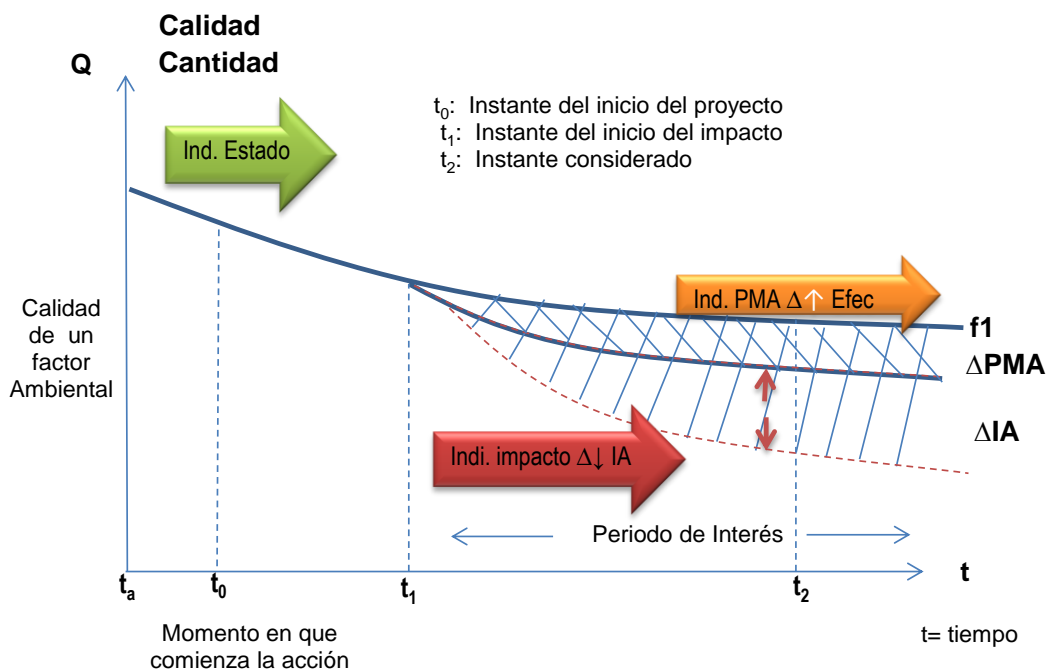 Calidad
Cantidad
Q
t₀: Instante del inicio del proyecto
t₁: Instante del inicio del impacto
t₂: Instante considerado
Ind. Estado
Calidad
de un
factor
Ambiental
Ind. PMA Δ↑ Efec
f1
ΔPMA
ΔIA
Indi. impacto Δ↓ IA
Periodo de Interés
tₐ
t₀
t₁
t₂
t
Momento en que
comienza la acción
t= tiempo